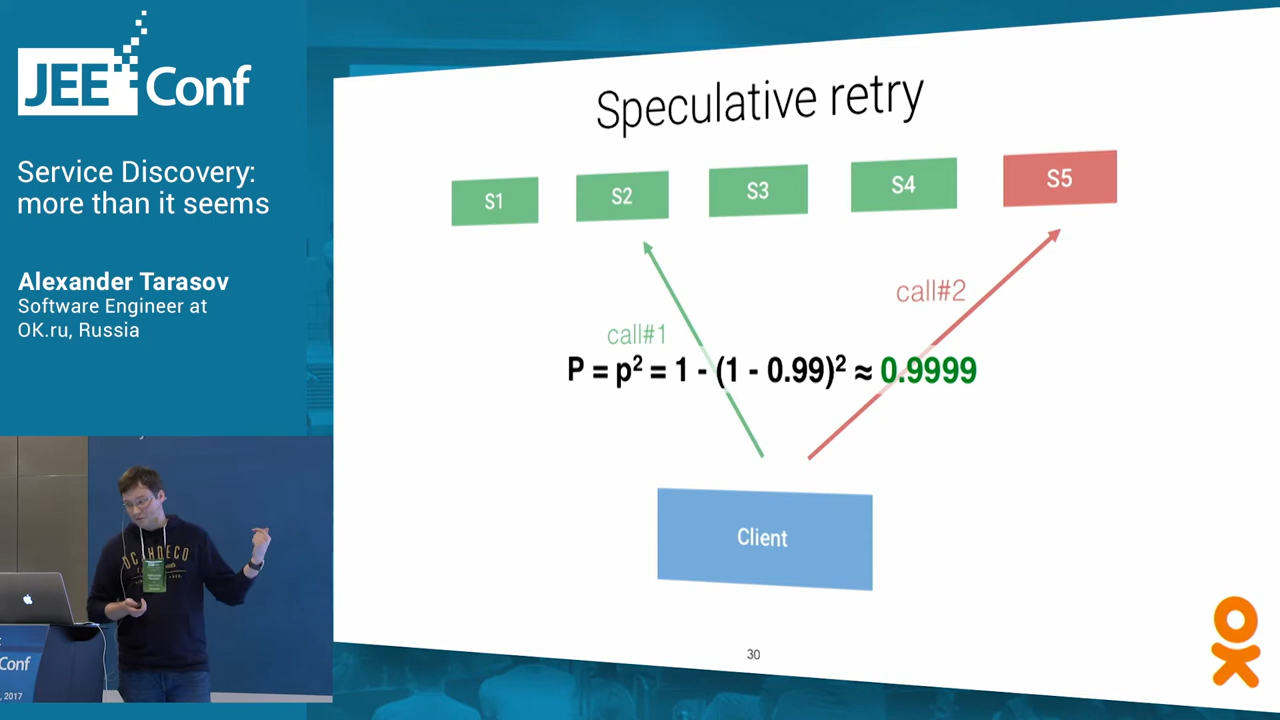 JEE Conf
Service Discovery:
more than it seems
Alexander Tarasov
Software Engineer at
OK.ru, Russia
Speculative retry
S1 S2 S3 S4 S5
call#2
call#1
P = p² = 1 - (1 - 0.99)² ≈ 0.9999
Client
30
Conf
, 2017